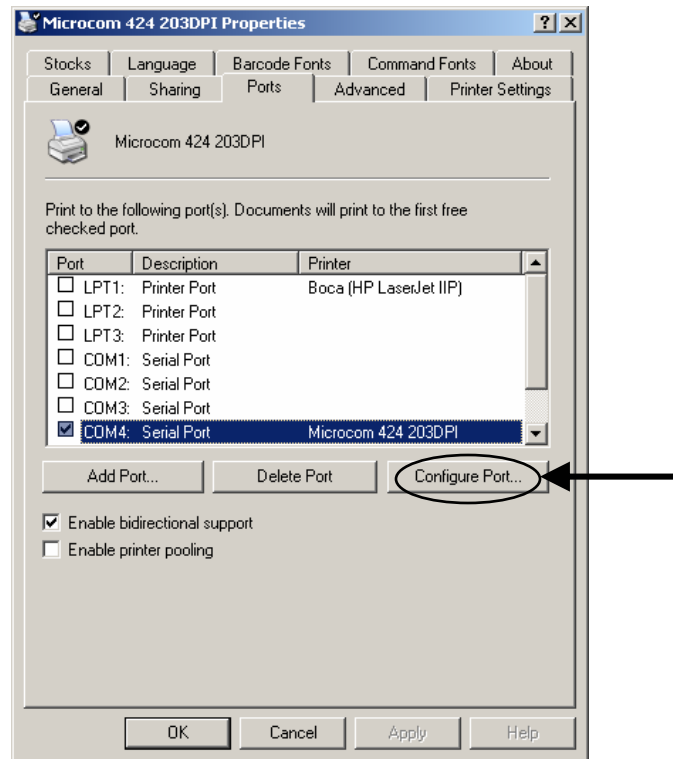 Microcom 424 203DPI Properties
Stocks Language Barcode Fonts Command Fonts About
General Sharing Ports Advanced Printer Settings
Microcom 424 203DPI
Print to the following port(s). Documents will print to the first free
checked port.
Port Description Printer
LPT1: Printer Port Boca (HP LaserJet IIP)
LPT2: Printer Port
LPT3: Printer Port
COM1: Serial Port
COM2: Serial Port
COM3: Serial Port
COM4: Serial Port Microcom 424 203DPI
Add Port... Delete Port Configure Port...
Enable bidirectional support
Enable printer pooling
OK Cancel Apply Help